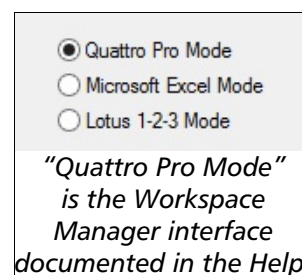 Quattro Pro Mode
Microsoft Excel Mode
Lotus 1-2-3 Mode
“Quattro Pro Mode”
is the Workspace
Manager interface
documented in the Help